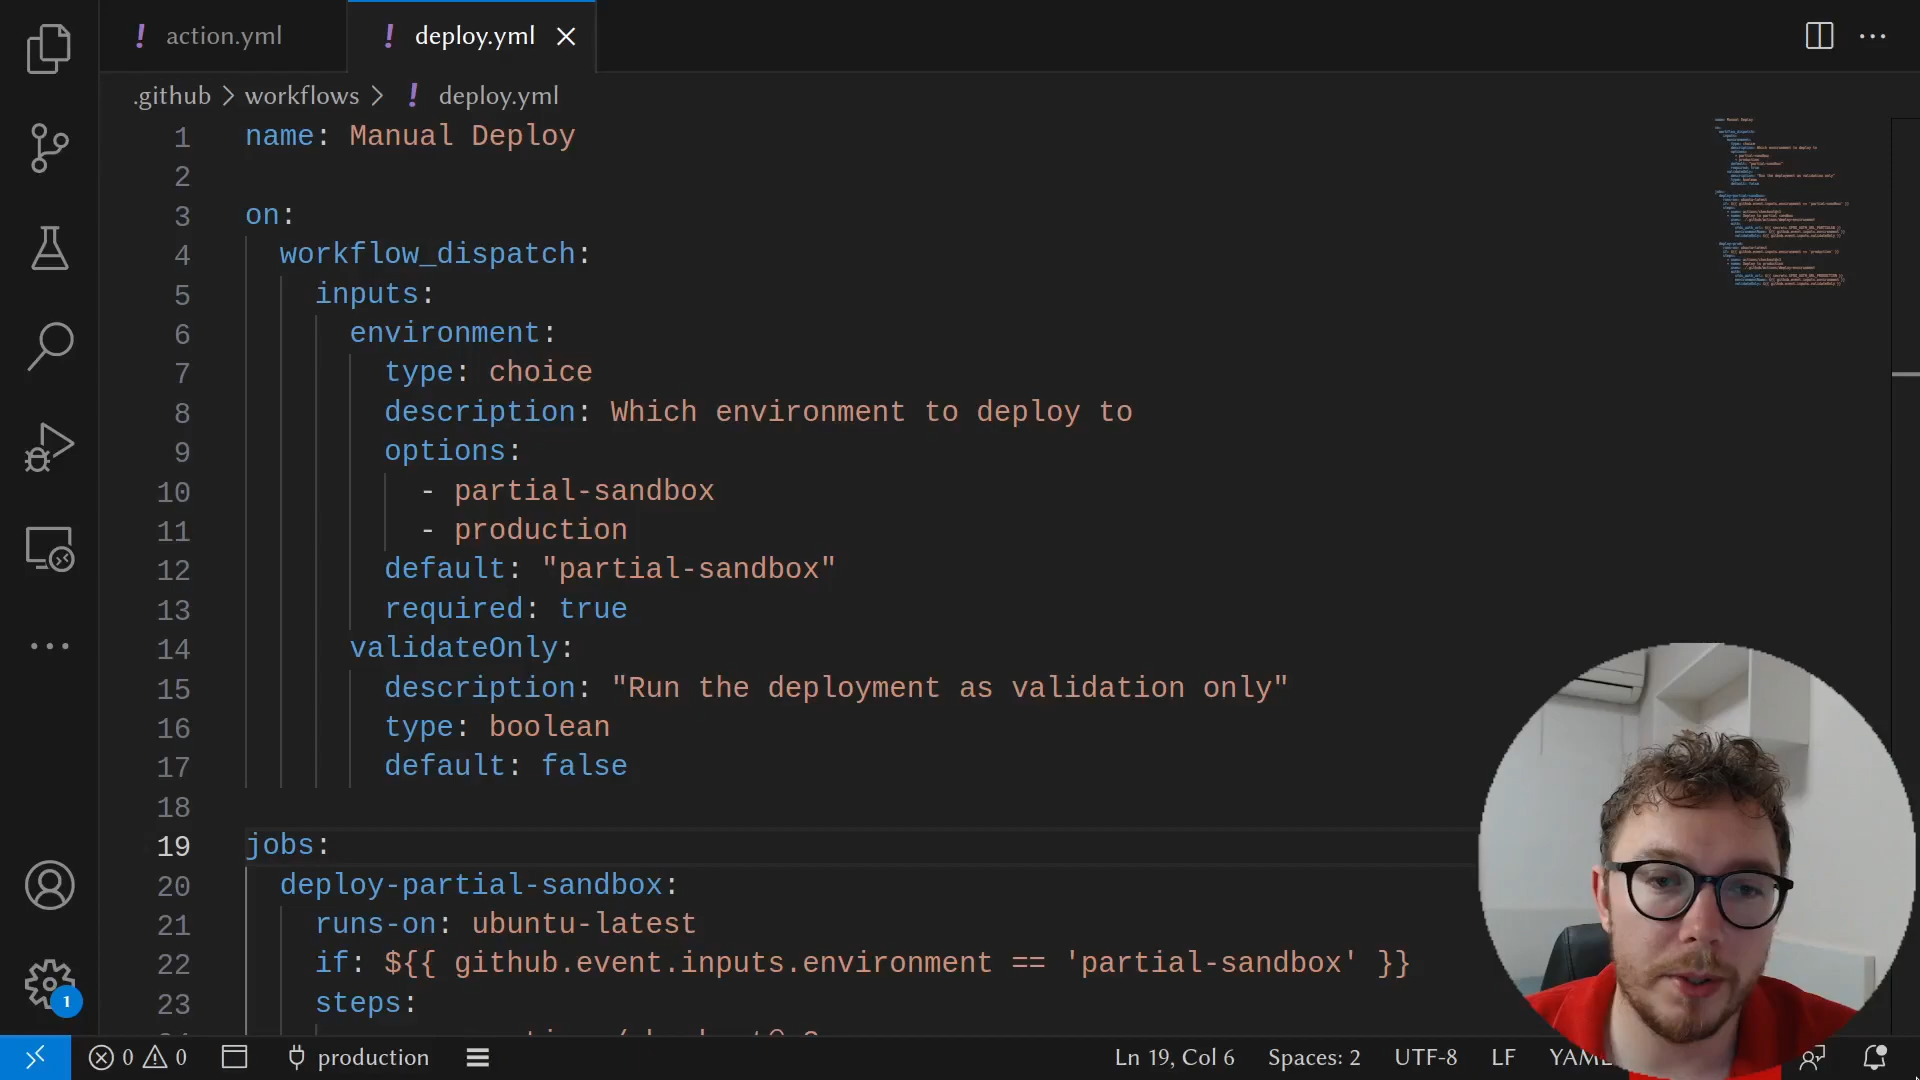 action.yml
deploy.yml
.github workflows deploy.yml
1 name: Manual Deploy
2
3 on:
4 workflow_dispatch:
5 inputs:
6 environment:
7 type: choice
8 description: Which environment to deploy to
9 options:
10 - partial-sandbox
11 - production
12 default: "partial-sandbox"
13 required: true
14 validateOnly:
15 description: "Run the deployment as validation only"
16 type: boolean
17 default: false
18
19 jobs:
20 deploy-partial-sandbox:
21 runs-on: ubuntu-latest
22 if: ${{ github.event.inputs.environment == 'partial-sandbox' }}
23 steps:
1
0 0 production Ln 19, Col 6 Spaces: 2 UTF-8 LF YAML